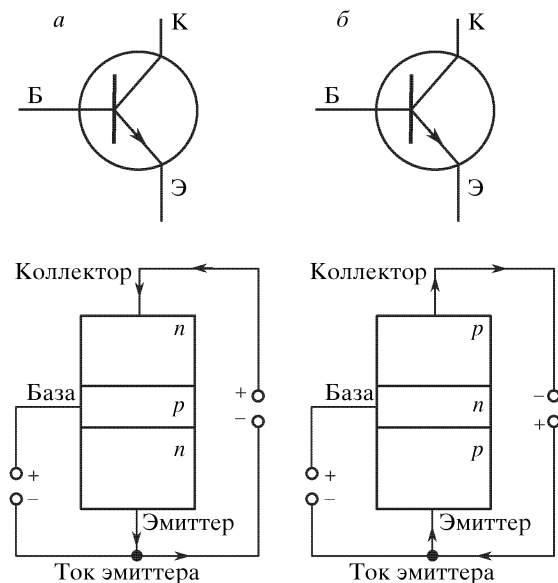 а
К
Б
Э
б
К
Б
Э
Коллектор
n
База
p
n
+
–
+
–
Эмиттер
Ток эмиттера
Коллектор
p
База
n
p
–
+
+
–
Эмиттер
Ток эмиттера